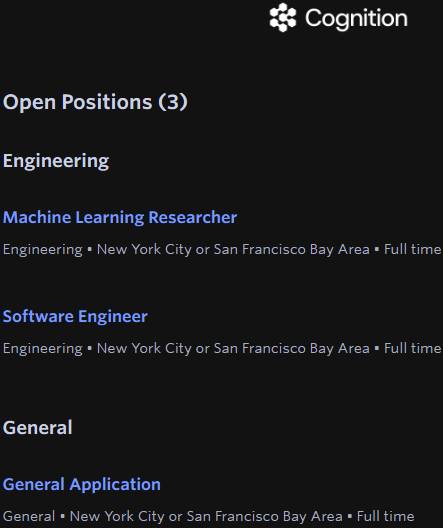 Cognition
Open Positions (3)
Engineering
Machine Learning Researcher
Engineering ▪ New York City or San Francisco Bay Area ▪ Full time
Software Engineer
Engineering ▪ New York City or San Francisco Bay Area ▪ Full time
General
General Application
General ▪ New York City or San Francisco Bay Area ▪ Full time